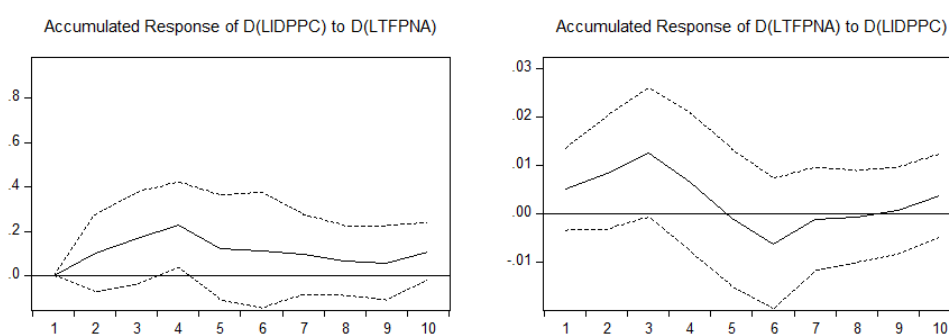 Accumulated Response of D(LIDPPC) to D(LTFPNA)
.8
.6
.4
.2
.0
1 2 3 4 5 6 7 8 9 10
Accumulated Response of D(LTFPNA) to D(LIDPPC)
.03
.02
.01
.00
-.01
1 2 3 4 5 6 7 8 9 10